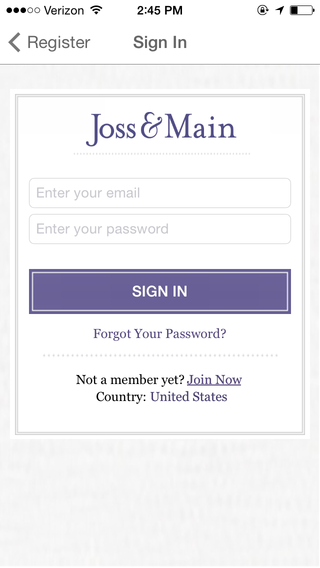 Verizon 2:45 PM
Register Sign In
Joss & Main
Enter your email
Enter your password
SIGN IN
Forgot Your Password?
Not a member yet? Join Now
Country: United States